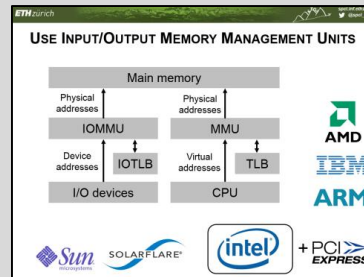 ETHzürich
USE INPUT/OUTPUT MEMORY MANAGEMENT UNITS
Main memory
Physical addresses
Physical addresses
IOMMU
MMU
Device addresses
IOTLB
Virtual addresses
TLB
I/O devices
CPU
AMD
IBM
ARM
Sun
microsystems
SOLARFLARE
intel
+ PCI
EXPRESS